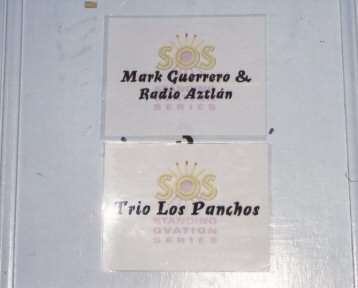 SOS
Mark Guerrero &
Radio Aztlán
SERIES
SOS
Trio Los Panchos
STANDING
OVATION
SERIES